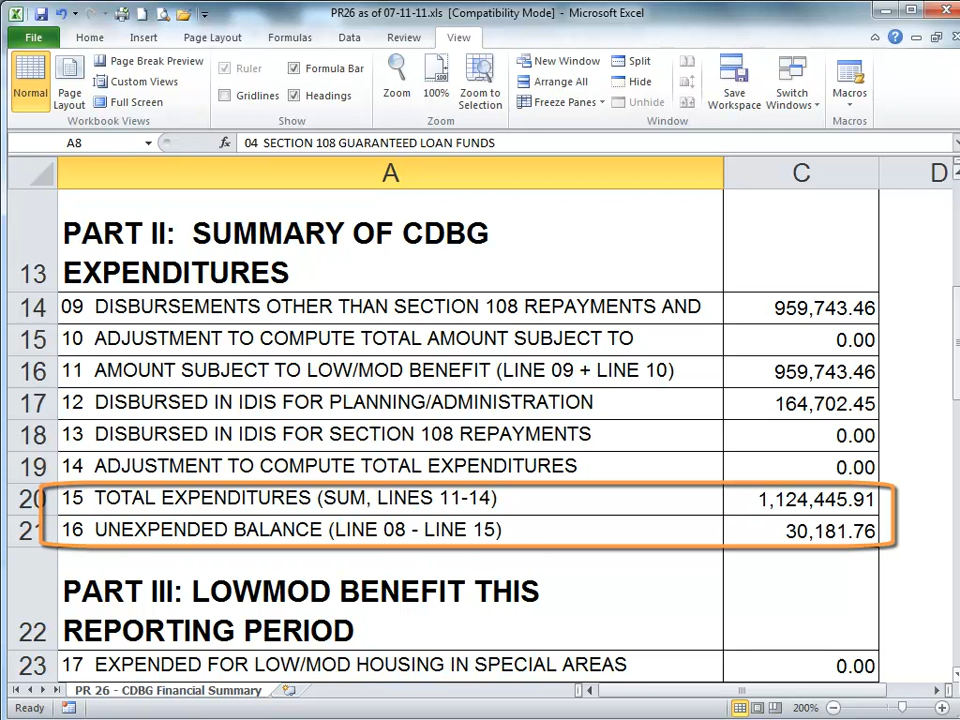 PR26 as of 07-11-11.xls [Compatibility Mode] - Microsoft Excel
File Home Insert Page Layout Formulas Data Review View
Normal
Page Layout
Page Break Preview
Custom Views
Full Screen
Workbook Views
Ruler
Formula Bar
Gridlines
Headings
Show
Zoom
100%
Zoom to Selection
Zoom
New Window
Arrange All
Freeze Panes
Split
Hide
Unhide
Window
Save Workspace
Switch Windows
Macros
Macros
A8 fx 04 SECTION 108 GUARANTEED LOAN FUNDS
A C D
PART II: SUMMARY OF CDBG
13 EXPENDITURES
14 09 DISBURSEMENTS OTHER THAN SECTION 108 REPAYMENTS AND 959,743.46
15 10 ADJUSTMENT TO COMPUTE TOTAL AMOUNT SUBJECT TO 0.00
16 11 AMOUNT SUBJECT TO LOW/MOD BENEFIT (LINE 09 + LINE 10) 959,743.46
17 12 DISBURSED IN IDIS FOR PLANNING/ADMINISTRATION 164,702.45
18 13 DISBURSED IN IDIS FOR SECTION 108 REPAYMENTS 0.00
19 14 ADJUSTMENT TO COMPUTE TOTAL EXPENDITURES 0.00
20 15 TOTAL EXPENDITURES (SUM, LINES 11-14) 1,124,445.91
21 16 UNEXPENDED BALANCE (LINE 08 - LINE 15) 30,181.76
PART III: LOWMOD BENEFIT THIS
22 REPORTING PERIOD
23 17 EXPENDED FOR LOW/MOD HOUSING IN SPECIAL AREAS 0.00
PR 26 - CDBG Financial Summary
Ready 200%